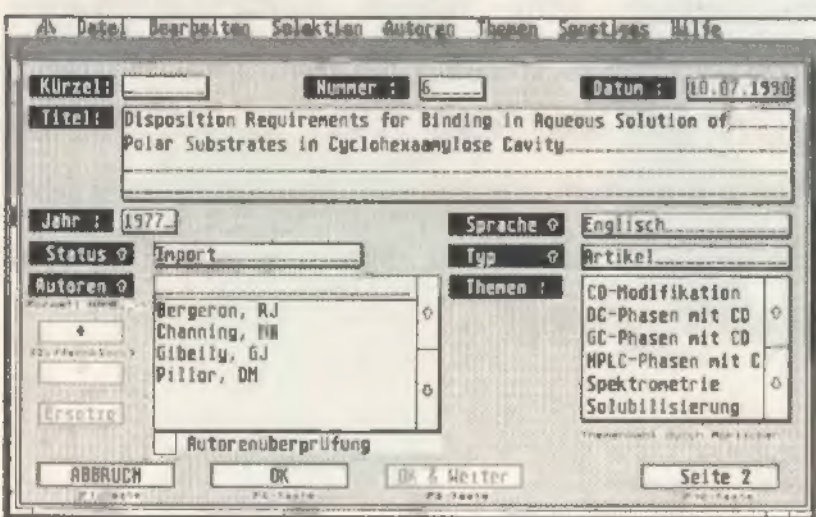 Datei Bearbeiten Selektion Autoren Themen Sonstiges Hilfe
Kürzel: Nummer : 6 Datum : 10.07.1990
Titel: Disposition Requirements for Binding in Aqueous Solution of
Polar Substrates in Cyclohexaamylose Cavity
Jahr : 1977 Sprache Englisch
Status Import Typ Artikel
Autoren Themen :
Bergeron, RJ
Channing,
Gibelly, GJ
Pillor, DM
CD-Modifikation
DC-Phasen mit CD
GC-Phasen mit CD
HPLC-Phasen mit C
Spektrometrie
Solubilisierung
+
Ersetze
Autorenüberprüfung
ABBRUCH OK OK & Weiter Seite 2